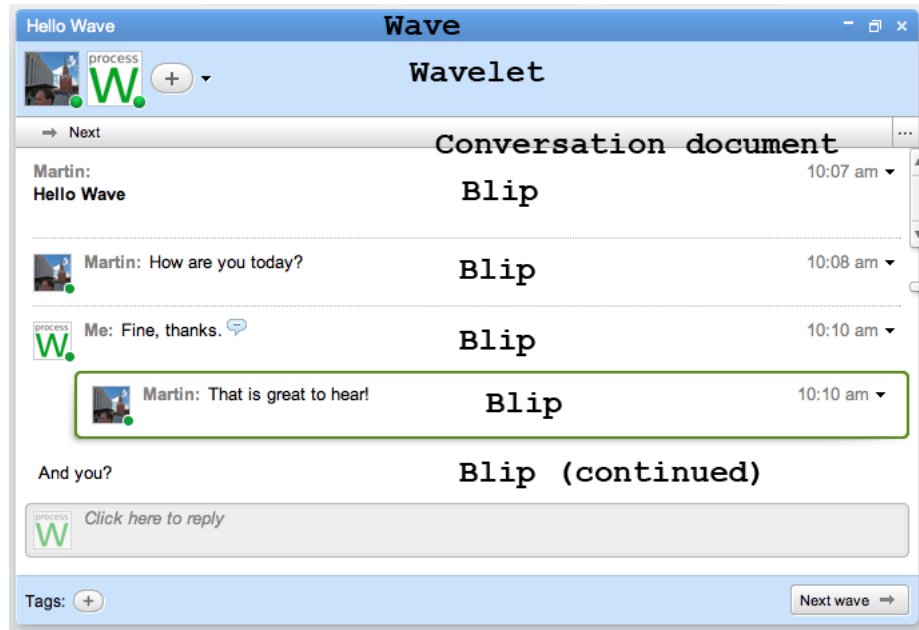 Hello Wave Wave
process W Wavelet
Next ...
Conversation document
Martin: 10:07 am
Hello Wave Blip
Martin: How are you today? Blip 10:08 am
process W Me: Fine, thanks. Blip 10:10 am
Martin: That is great to hear! Blip 10:10 am
And you? Blip (continued)
process W Click here to reply
Tags: + Next wave